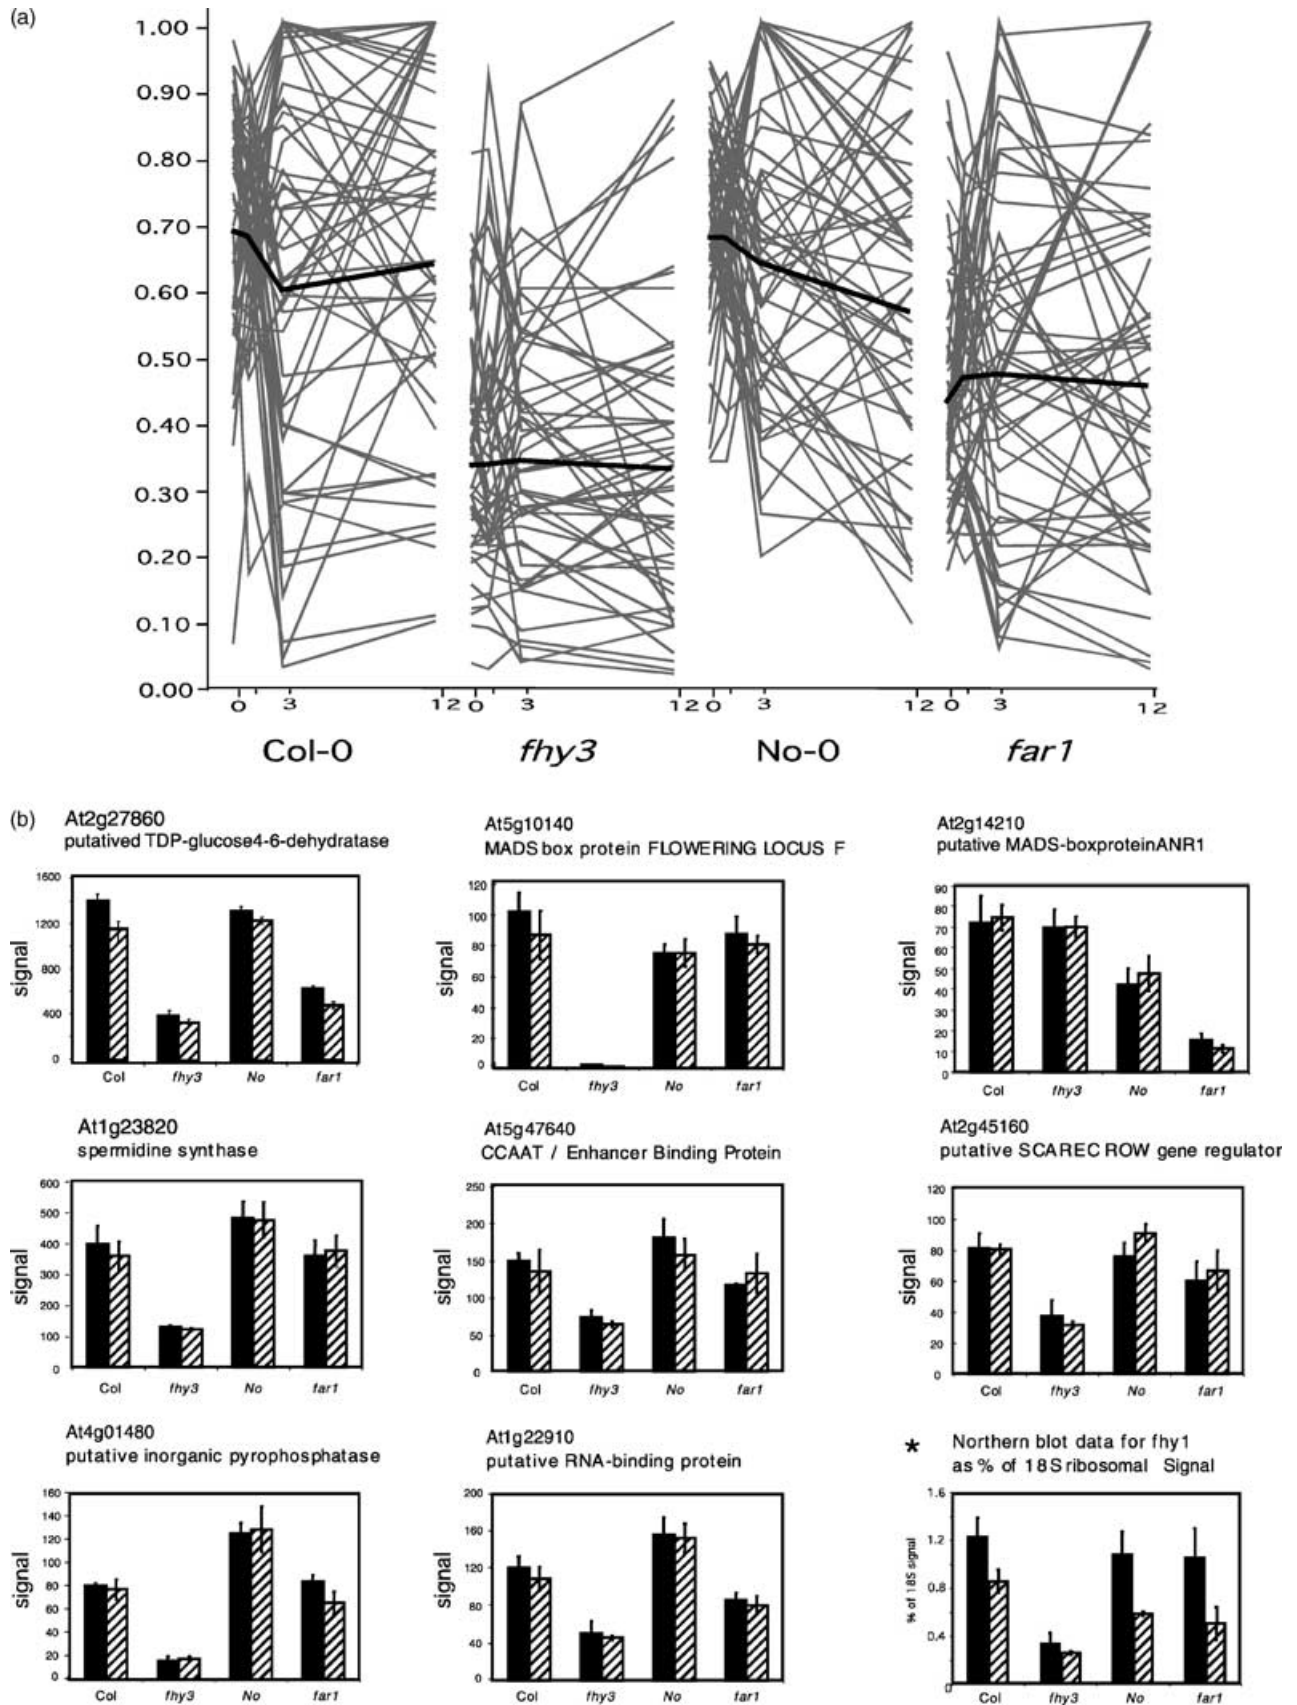 (a)
1.00
0.90
0.80
0.70
0.60
0.50
0.40
0.30
0.20
0.10
0.00
0 3 12 0 3 12 0 3 12 0 3 12
Col-0 fhy3 No-0 far1
(b)
At2g27860
putatived TDP-glucose4-6-dehydratase
1600
1200
800
400
0
signal
Col fhy3 No far1
At5g10140
MADS box protein FLOWERING LOCUS F
120
100
80
60
40
20
0
signal
Col fhy3 No far1
At2g14210
putative MADS-boxproteinANR1
90
80
70
60
50
40
30
20
10
signal
Col fhy3 No far1
At1g23820
spermidine synthase
600
500
400
300
200
100
0
signal
Col fhy3 No far1
At5g47640
CCAAT / Enhancer Binding Protein
250
200
150
100
50
0
signal
Col fhy3 No far1
At2g45160
putative SCARECROW gene regulator
120
100
80
60
40
20
0
signal
Col fhy3 No far1
At4g01480
putative inorganic pyrophosphatase
160
140
120
100
80
60
40
20
0
signal
Col fhy3 No far1
At1g22910
putative RNA-binding protein
200
160
120
80
40
0
signal
Col fhy3 No far1
* Northern blot data for fhy1
as % of 18S ribosomal Signal
1.6
1.2
0.8
0.4
0
% of 18S signal
Col fhy3 No far1